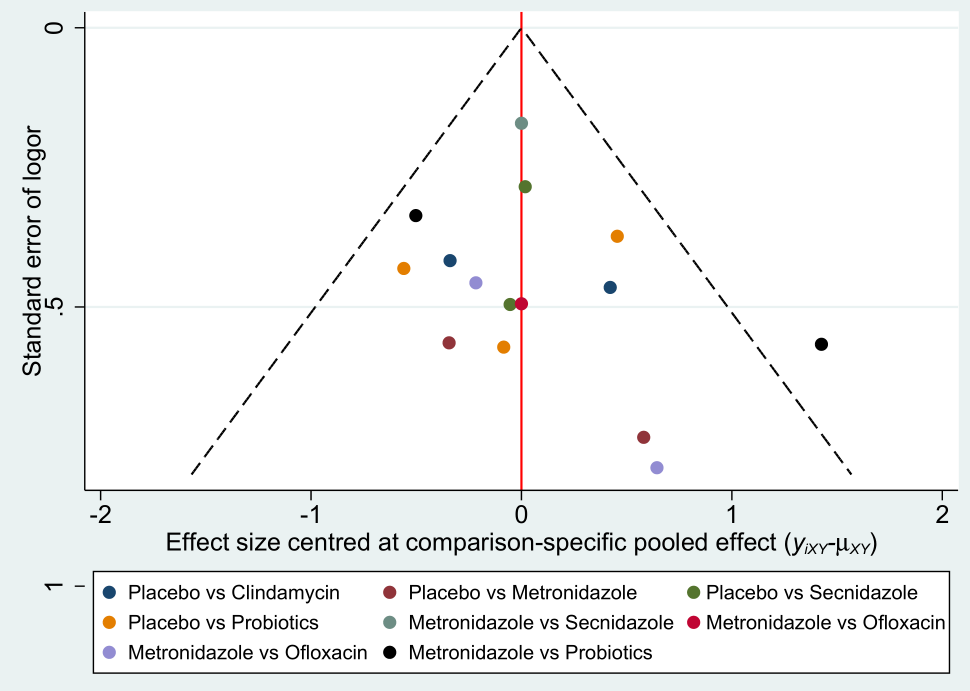 0
.5
1
Standard error of logor
-2 -1 0 1 2
Effect size centred at comparison-specific pooled effect (yiXY-μXY)
Placebo vs Clindamycin Placebo vs Metronidazole Placebo vs Secnidazole
Placebo vs Probiotics Metronidazole vs Secnidazole Metronidazole vs Ofloxacin
Metronidazole vs Ofloxacin Metronidazole vs Probiotics